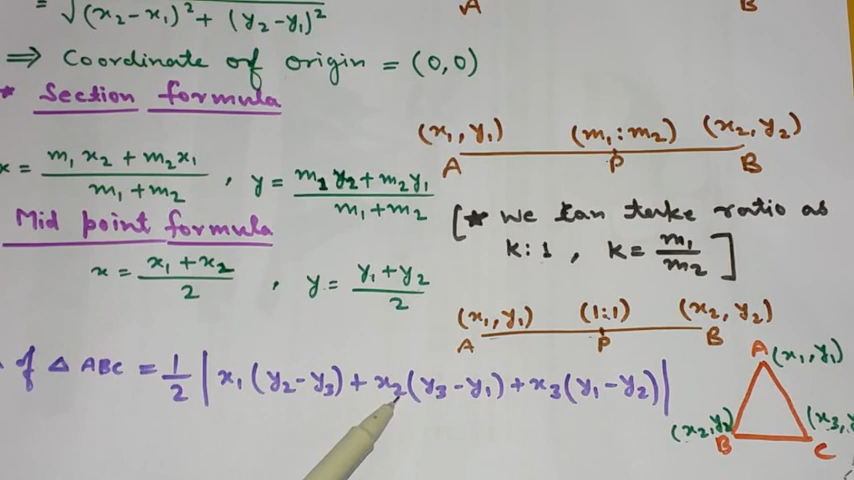 = √(x₂-x₁)² + (y₂-y₁)²
A B
⇒ Coordinate of origin = (0,0)
* Section formula
(x₁, y₁) (m₁:m₂) (x₂, y₂)
A P B
x = (m₁x₂ + m₂x₁)/(m₁+m₂) , y = (m₁y₂+m₂y₁)/(m₁+m₂)
[* We can take ratio as
k:1 , k = m₁/m₂ ]
Mid point formula
x = (x₁ + x₂)/2 , y = (y₁ + y₂)/2
(x₁, y₁) (1:1) (x₂, y₂)
A P B
of △ ABC = 1/2 | x₁(y₂-y₃) + x₂(y₃-y₁) + x₃(y₁-y₂) |
A (x₁, y₁)
(x₂, y₂) (x₃, y
B C